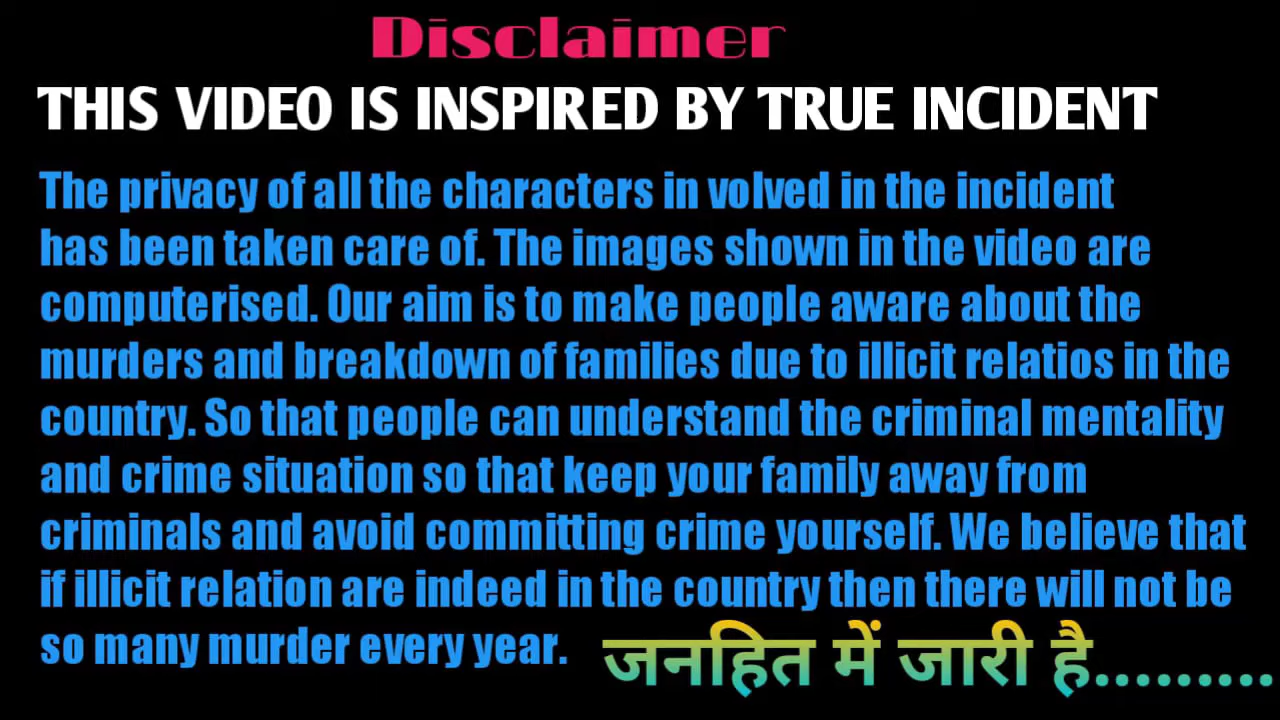 Disclaimer
THIS VIDEO IS INSPIRED BY TRUE INCIDENT
The privacy of all the characters in volved in the incident
has been taken care of. The images shown in the video are
computerised. Our aim is to make people aware about the
murders and breakdown of families due to illicit relatios in the
country. So that people can understand the criminal mentality
and crime situation so that keep your family away from
criminals and avoid committing crime yourself. We believe that
if illicit relation are indeed in the country then there will not be
so many murder every year.
जनहित में जारी है.........